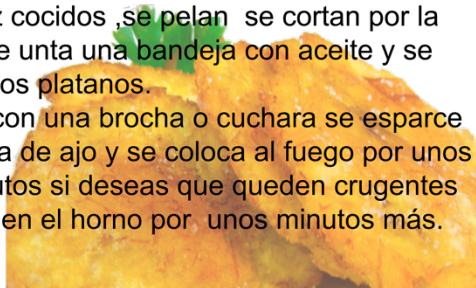 cocidos ,se pelan se cortan por la
e unta una bandeja con aceite y se
os platanos.
con una brocha o cuchara se esparce
a de ajo y se coloca al fuego por unos
utos si deseas que queden crugentes
en el horno por unos minutos más.